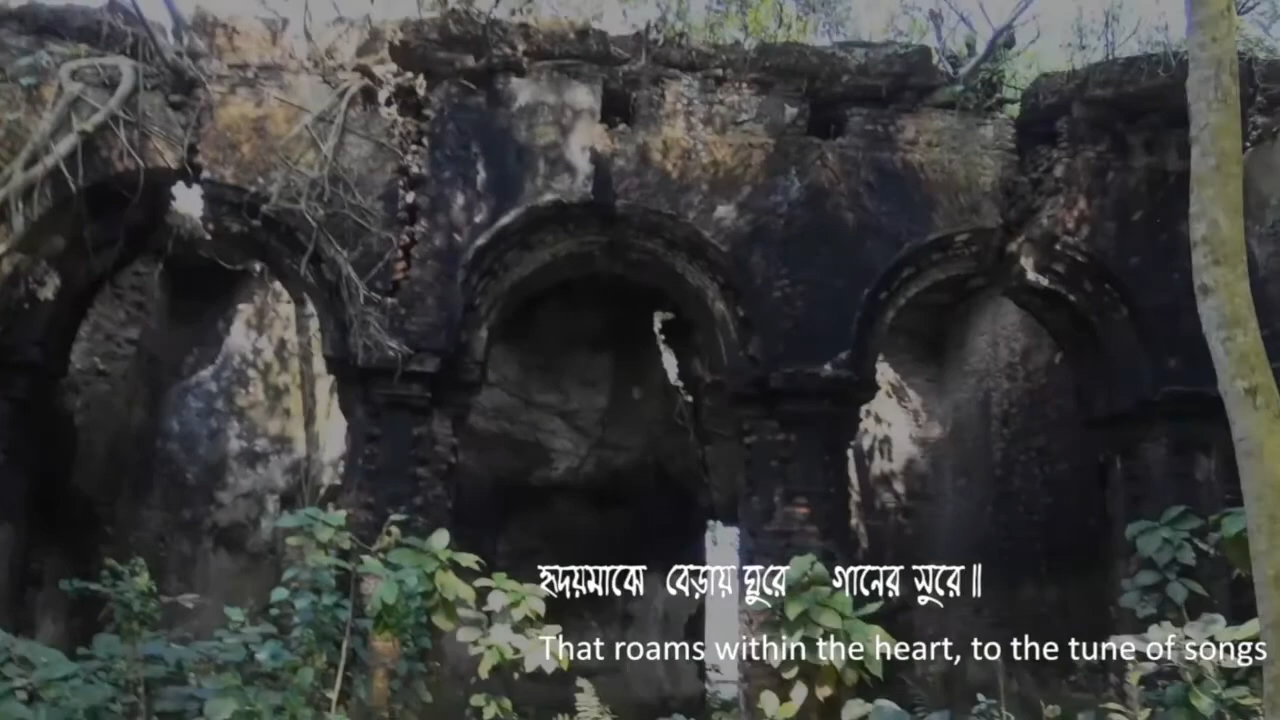 হৃদয়মাঝে বেড়ায় ঘুরে গানের সুরে॥
That roams within the heart, to the tune of songs